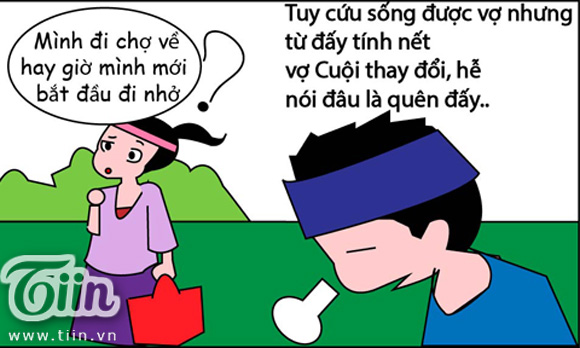 Mình đi chợ về
hay giờ mình mới
bắt đầu đi nhở
?
Tuy cứu sống được vợ nhưng
từ đấy tính nết
vợ Cuội thay đổi, hễ
nói đâu là quên đấy..
Tiin
www.tiin.vn